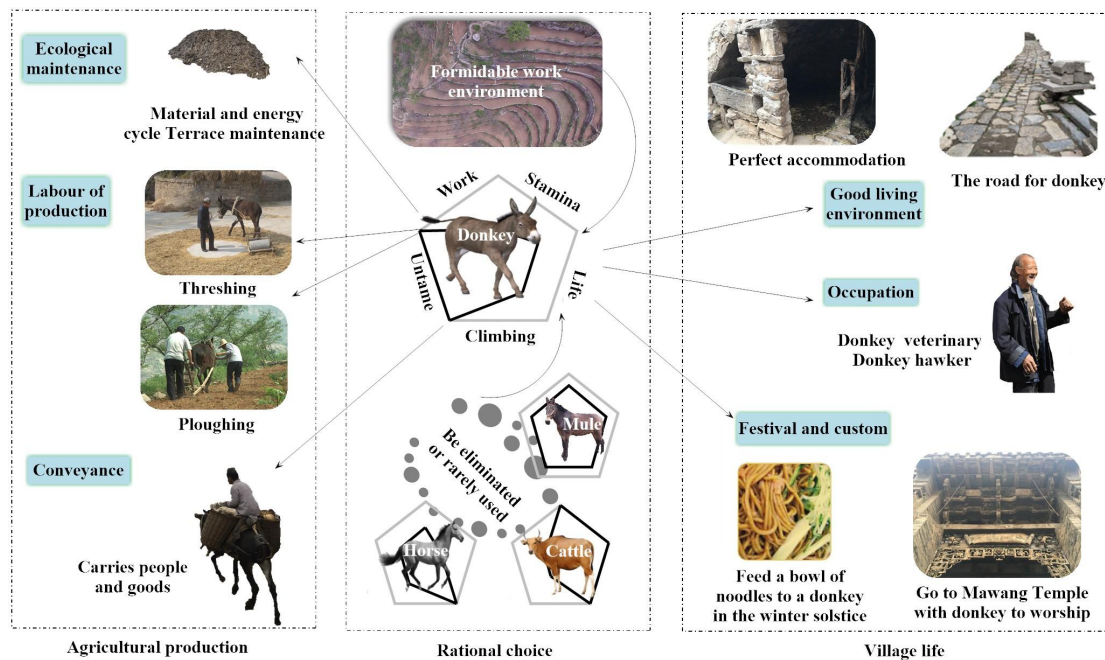 Ecological
maintenance
Material and energy
cycle Terrace maintenance
Labour of
production
Threshing
Ploughing
Conveyance
Carries people
and goods
Agricultural production
Formidable work
environment
Work
Stamina
Donkey
Untame
Life
Climbing
Mule
Be eliminated
or rarely used
Horse
Cattle
Rational choice
Perfect accommodation
The road for donkey
Good living
environment
Occupation
Donkey veterinary
Donkey hawker
Festival and custom
Feed a bowl of
noodles to a donkey
in the winter solstice
Go to Mawang Temple
with donkey to worship
Village life